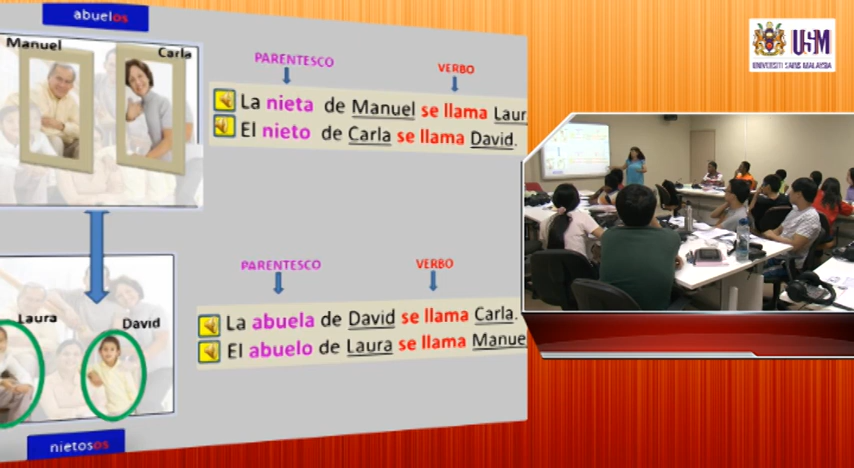 abuelos
Manuel
Carla
PARENTESCO
VERBO
La nieta de Manuel se llama Laur
El nieto de Carla se llama David.
PARENTESCO
VERBO
La abuela de David se llama Carla.
El abuelo de Laura se llama Manue
Laura
David
nietosos
USM
UNIVERSITI SAINS MALAYSIA